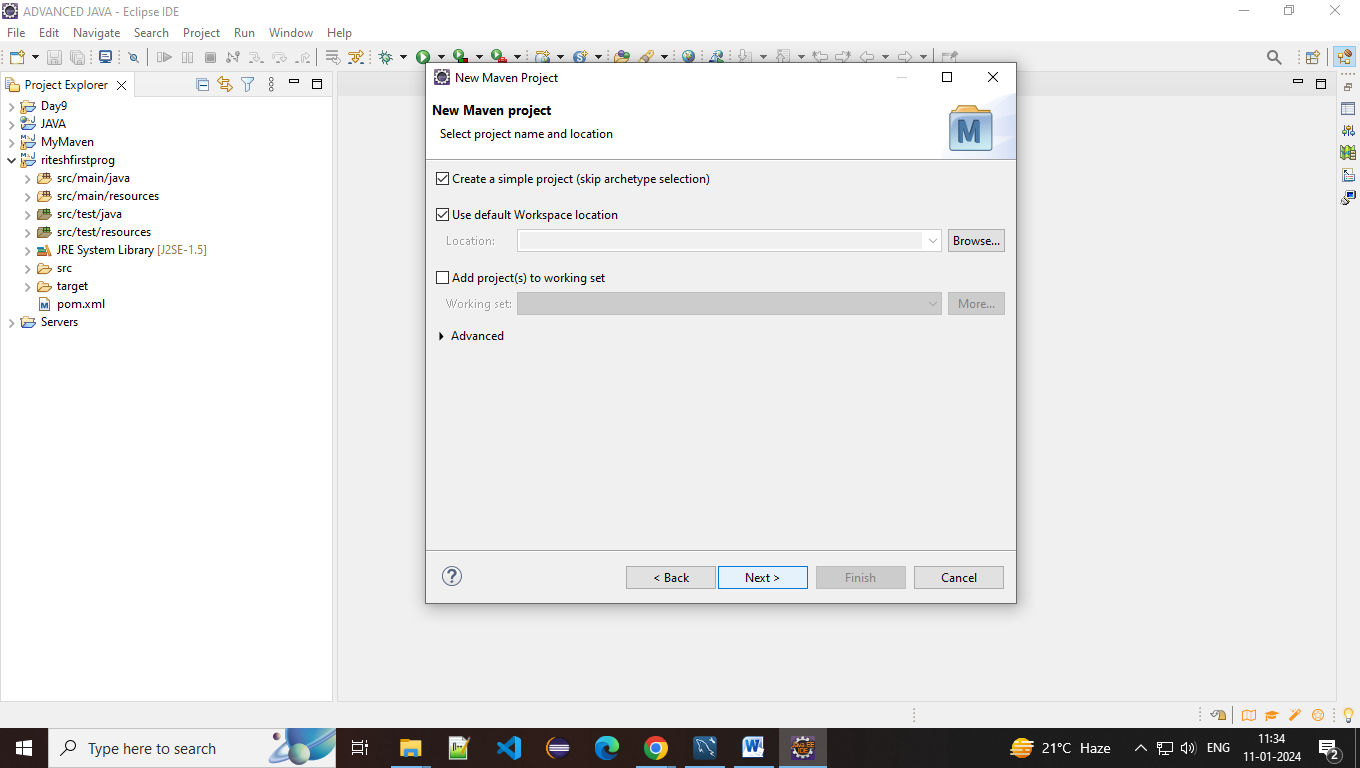 ADVANCED JAVA - Eclipse IDE
File Edit Navigate Search Project Run Window Help
Project Explorer
Day9
JAVA
MyMaven
riteshfirstprog
src/main/java
src/main/resources
src/test/java
src/test/resources
JRE System Library [J2SE-1.5]
src
target
pom.xml
Servers
New Maven Project
New Maven project
Select project name and location
M
Create a simple project (skip archetype selection)
Use default Workspace location
Location: Browse...
Add project(s) to working set
Working set: More...
Advanced
? < Back Next > Finish Cancel
Type here to search
21°C Haze
ENG
11:34
11-01-2024
2